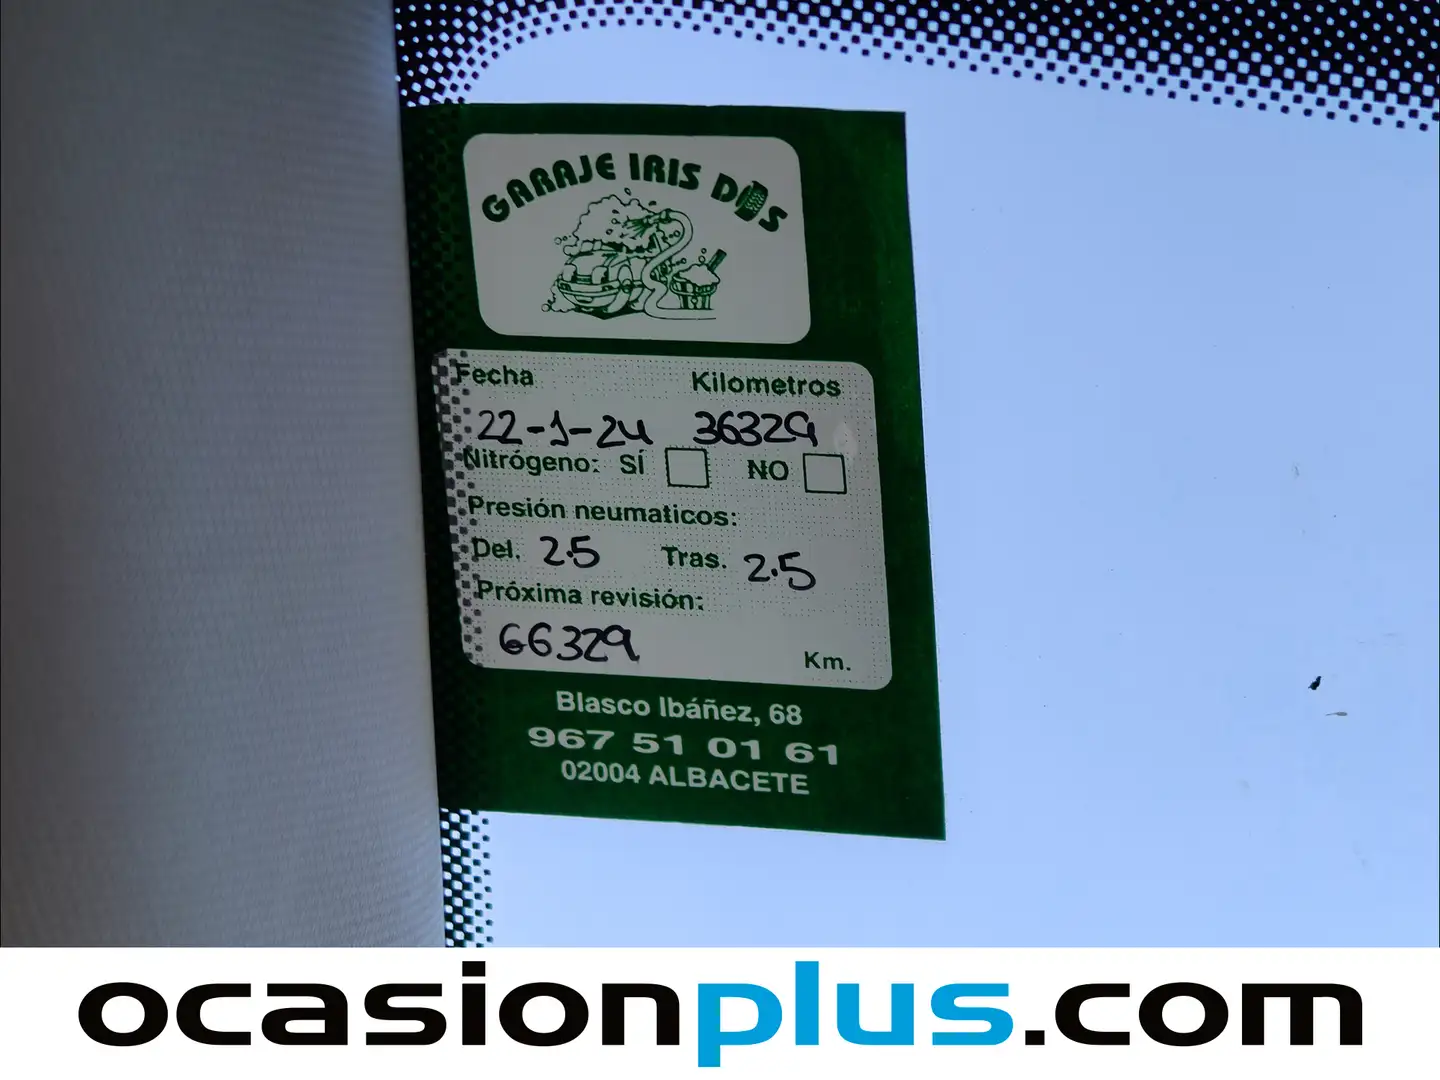 GARAJE IRIS DOS
Fecha Kilometros
22-1-24 36329
Nitrógeno: SÍ NO
Presión neumaticos:
Del. 2.5 Tras. 2.5
Próxima revisión:
66329 Km.
Blasco Ibáñez, 68
967 51 01 61
02004 ALBACETE
ocasionplus.com